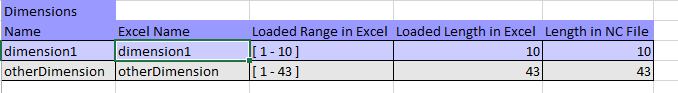 Dimensions
Name Excel Name Loaded Range in Excel Loaded Length in Excel Length in NC File
dimension1 dimension1 [ 1 - 10 ] 10 10
otherDimension otherDimension [ 1 - 43 ] 43 43